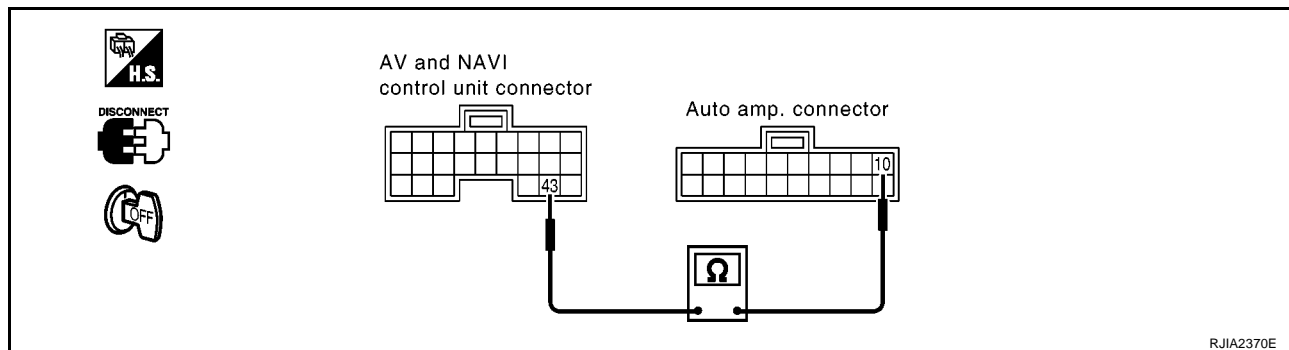 H.S.
DISCONNECT
OFF
AV and NAVI
control unit connector
43
Auto amp. connector
10
Ω
RJIA2370E